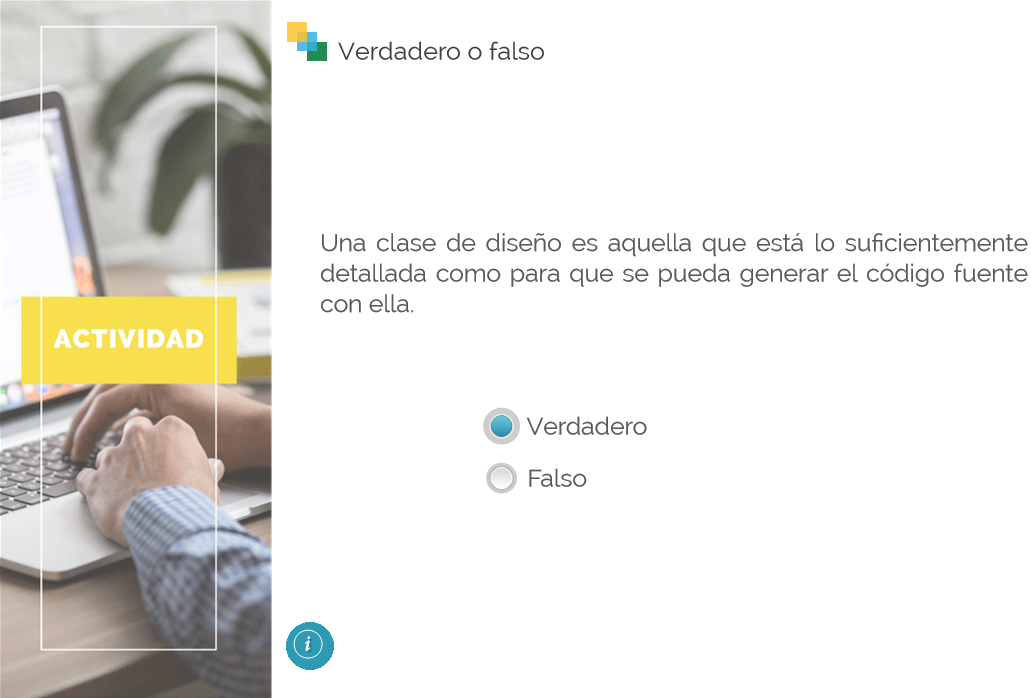 Verdadero o falso
Una clase de diseño es aquella que está lo suficientemente
detallada como para que se pueda generar el código fuente
con ella.
ACTIVIDAD
Verdadero
Falso
i